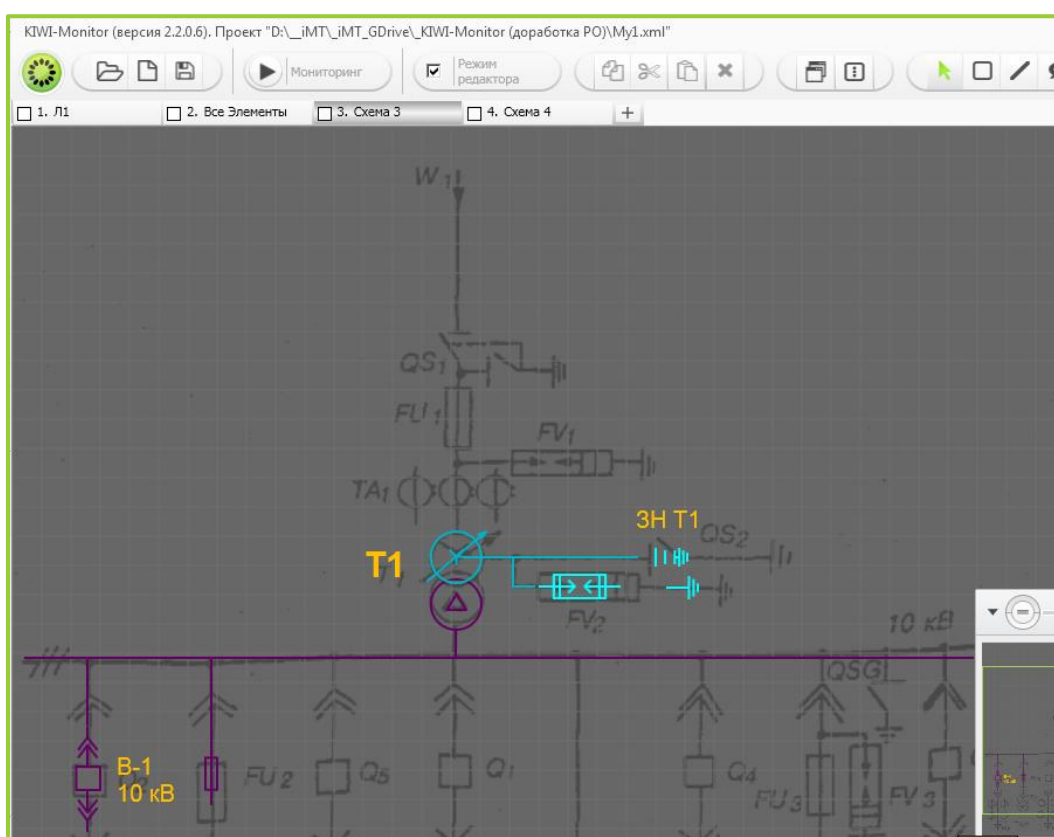 KIWI-Monitor (версия 2.2.0.6). Проект "D:\__iMT\_iMT_GDrive\_KIWI-Monitor (доработка РО)\My1.xml"
Мониторинг
Режим
редактора
1. Л1
2. Все Элементы
3. Схема 3
4. Схема 4
+
W1
QS1
FU1
FV1
TA1
ЗН Т1
QS2
Т1
FV2
10 кВ
QSG
В-1
10 кВ
FU2
Q5
Q1
Q4
FU3
FV3